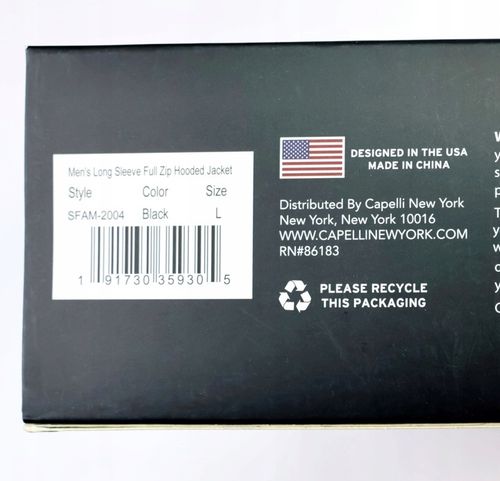 Men's Long Sleeve Full Zip Hooded Jacket
Style Color Size
SFAM-2004 Black L
1 91730 35930 5
DESIGNED IN THE USA
MADE IN CHINA
Distributed By Capelli New York
New York, New York 10016
WWW.CAPELLINEWYORK.COM
RN#86183
PLEASE RECYCLE
THIS PACKAGING